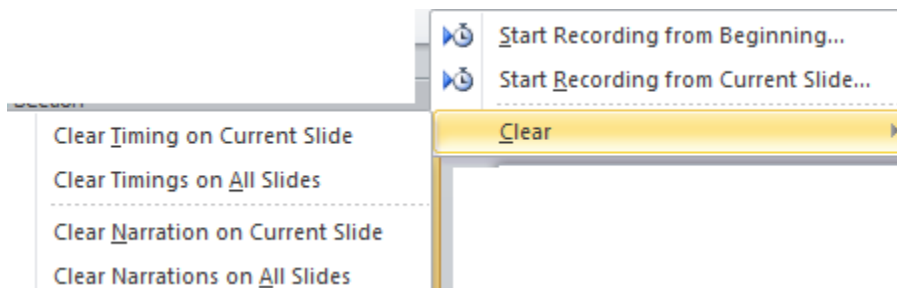 Start Recording from Beginning...
Start Recording from Current Slide...
Clear
Section
Clear Timing on Current Slide
Clear Timings on All Slides
Clear Narration on Current Slide
Clear Narrations on All Slides